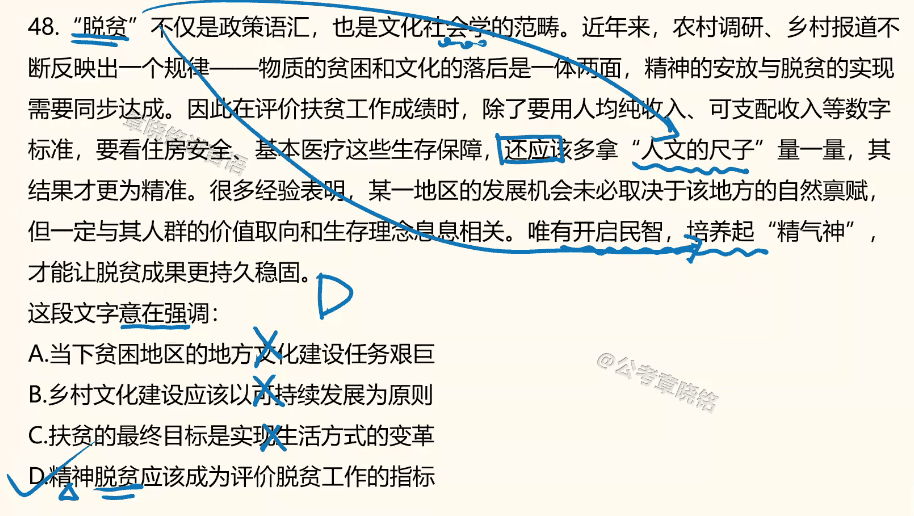 48. “脱贫”不仅是政策语汇，也是文化社会学的范畴。近年来，农村调研、乡村报道不
断反映出一个规律——物质的贫困和文化的落后是一体两面，精神的安放与脱贫的实现
需要同步达成。因此在评价扶贫工作成绩时，除了要用人均纯收入、可支配收入等数字
标准，要看住房安全、基本医疗这些生存保障，还应该多拿“人文的尺子”量一量，其
结果才更为精准。很多经验表明，某一地区的发展机会未必取决于该地方的自然禀赋，
但一定与其人群的价值取向和生存理念息息相关。唯有开启民智，培养起“精气神”，
才能让脱贫成果更持久稳固。
D
这段文字意在强调：
A.当下贫困地区的地方文化建设任务艰巨
B.乡村文化建设应该以可持续发展为原则
@公考章晓铭
C.扶贫的最终目标是实现生活方式的变革
D.精神脱贫应该成为评价脱贫工作的指标